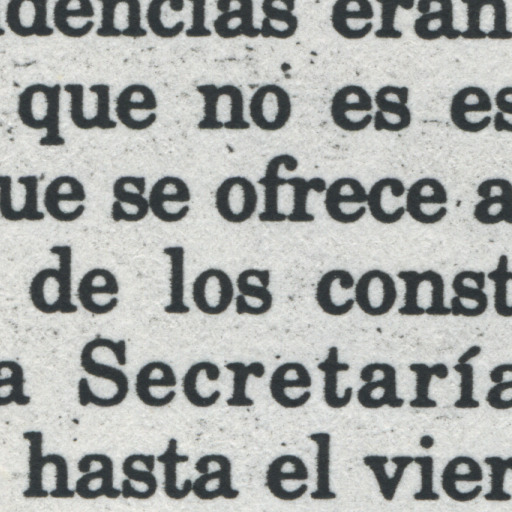 idencias eran
que no es es
ue se ofrece a
de los const
a Secretaría
hasta el vier